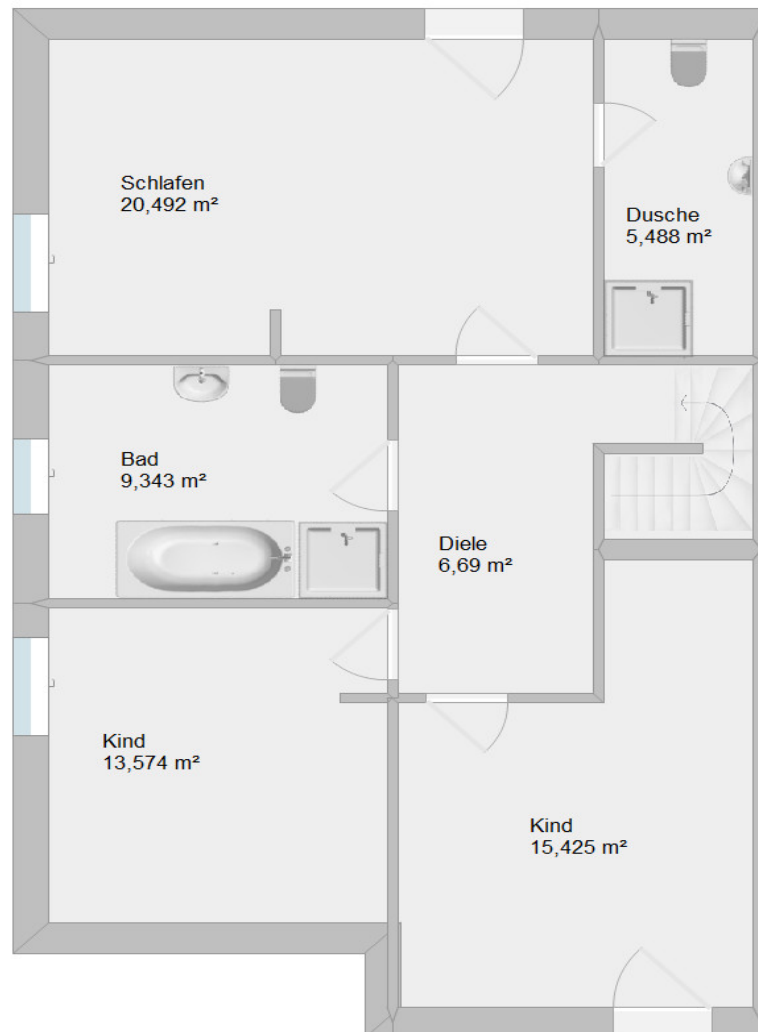 Schlafen
20,492 m²
Dusche
5,488 m²
Bad
9,343 m²
Diele
6,69 m²
Kind
13,574 m²
Kind
15,425 m²